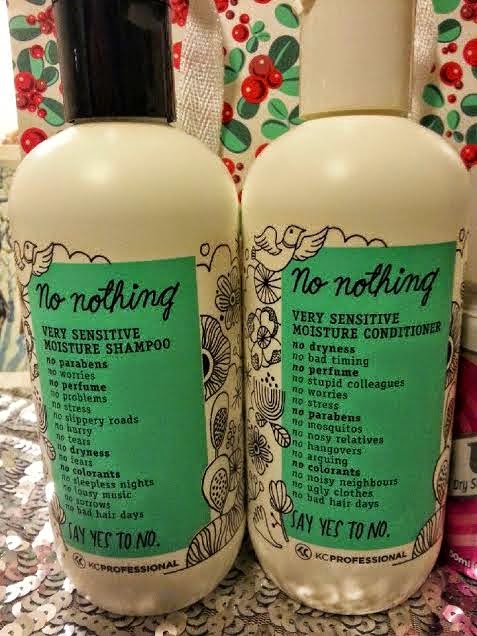 No nothing
VERY SENSITIVE
MOISTURE SHAMPOO
no parabens
no worries
no perfume
no problems
no stress
no slippery roads
no hurry
no tears
no dryness
no fears
no colorants
no sleepless nights
no lousy music
no sorrows
no bad hair days
SAY YES TO NO.
KC PROFESSIONAL
No nothing
VERY SENSITIVE
MOISTURE CONDITIONER
no dryness
no bad timing
no perfume
no stupid colleagues
no worries
no stress
no parabens
no mosquitos
no nosy relatives
no hangovers
no arguing
no colorants
no noisy neighbours
no ugly clothes
no bad hair days
SAY YES TO NO.
KC PROFESSIONAL
Dry